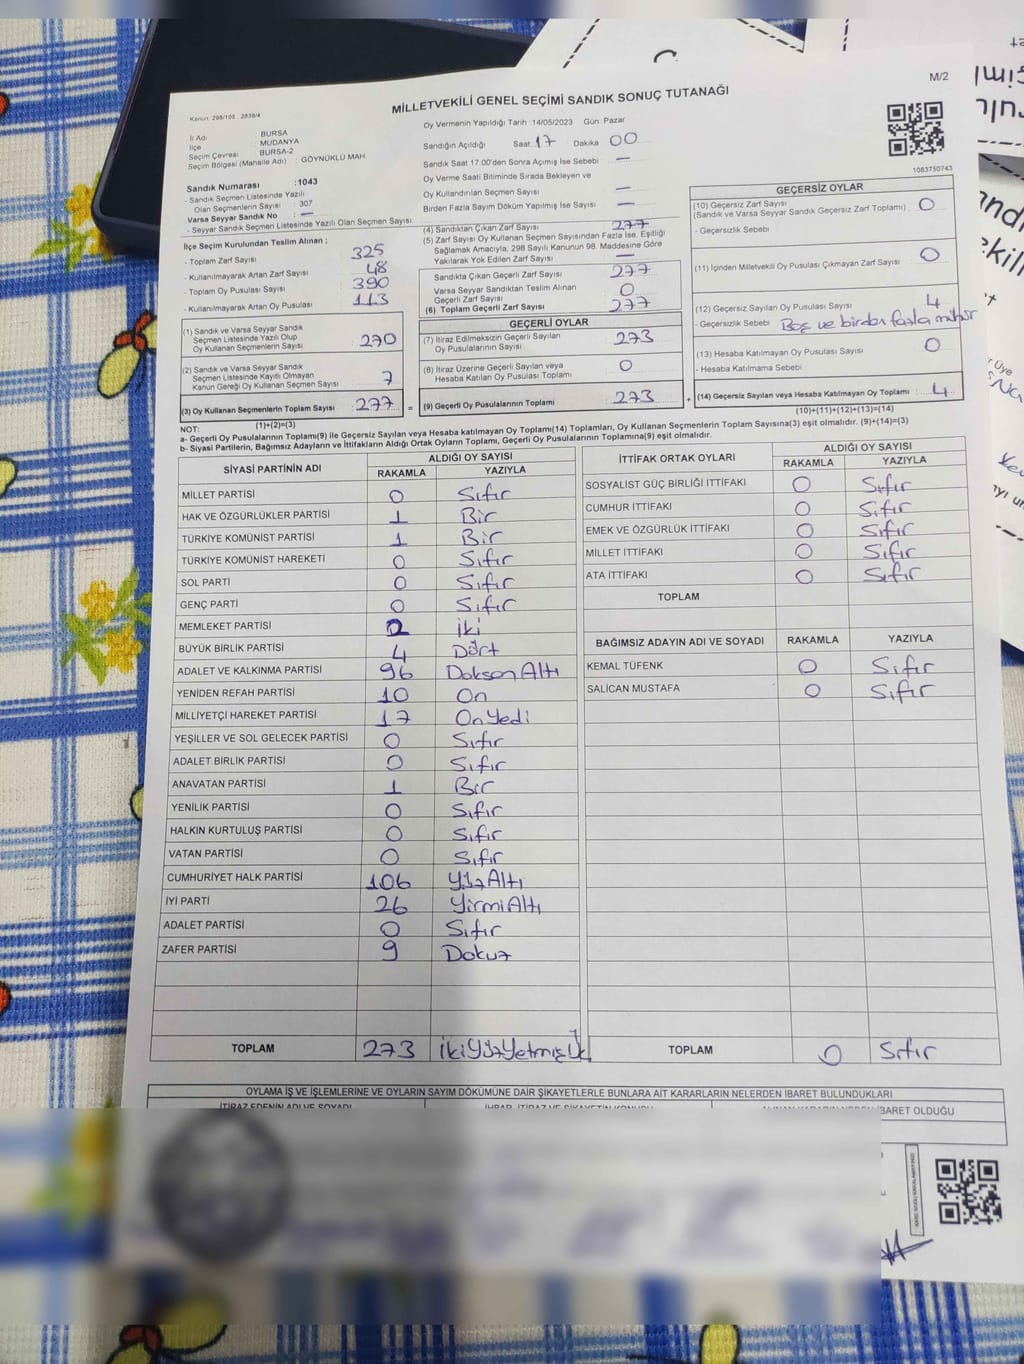 M/2
MİLLETVEKİLİ GENEL SEÇİMİ SANDIK SONUÇ TUTANAĞI
Kanun: 298/105, 2839/4
Oy Vermenin Yapıldığı Tarih :14/05/2023 Gün: Pazar
İl Adı BURSA
İlçe MUDANYA
Seçim Çevresi BURSA-2
Seçim Bölgesi (Mahalle Adı) : GÖYNÜKLÜ MAH
Sandığın Açıldığı Saat 17 Dakika 00
Sandık Saat 17.00'den Sonra Açımış İse Sebebi —
Oy Verme Saati Bitiminde Sırada Bekleyen ve
Oy Kullandırılan Seçmen Sayısı —
Birden Fazla Sayım Döküm Yapılmış İse Sayısı —
1083750743
Sandık Numarası :1043
- Sandık Seçmen Listesinde Yazılı
Olan Seçmenlerin Sayısı : 307
Varsa Seyyar Sandık No : —
- Seyyar Sandık Seçmen Listesinde Yazılı Olan Seçmen Sayısı:
İlçe Seçim Kurulundan Teslim Alınan ;
- Toplam Zarf Sayısı 325
- Kullanılmayarak Artan Zarf Sayısı 48
- Toplam Oy Pusulası Sayısı 390
- Kullanılmayarak Artan Oy Pusulası 113
(1) Sandık ve Varsa Seyyar Sandık
Seçmen Listesinde Yazılı Olup
Oy Kullanan Seçmenlerin Sayısı : 270
(2) Sandık ve Varsa Seyyar Sandık
Seçmen Listesinde Kayıtlı Olmayan
Kanun Gereği Oy Kullanan Seçmen Sayısı : 7
(3) Oy Kullanan Seçmenlerin Toplam Sayısı : 277
(1)+(2)=(3)
(4) Sandıktan Çıkan Zarf Sayısı 277
(5) Zarf Sayısı Oy Kullanan Seçmen Sayısından Fazla İse, Eşitliği
Sağlamak Amacıyla, 298 Sayılı Kanunun 98. Maddesine Göre
Yakılarak Yok Edilen Zarf Sayısı —
Sandıkta Çıkan Geçerli Zarf Sayısı 277
Varsa Seyyar Sandıktan Teslim Alınan
Geçerli Zarf Sayısı 0
(6) Toplam Geçerli Zarf Sayısı 277
GEÇERLİ OYLAR
(7) İtiraz Edilmeksizin Geçerli Sayılan
Oy Pusulalarının Sayısı 273
(8) İtiraz Üzerine Geçerli Sayılan veya
Hesaba Katılan Oy Pusulası Toplamı 0
= (9) Geçerli Oy Pusulalarının Toplamı 273 +
GEÇERSİZ OYLAR
(10) Geçersiz Zarf Sayısı 0
(Sandık ve Varsa Seyyar Sandık Geçersiz Zarf Toplamı)
- Geçersizlik Sebebi
(11) İçinden Milletvekili Oy Pusulası Çıkmayan Zarf Sayısı 0
(12) Geçersiz Sayılan Oy Pusulası Sayısı 4
- Geçersizlik Sebebi Boş ve birden fazla mühür
(13) Hesaba Katılmayan Oy Pusulası Sayısı 0
- Hesaba Katılmama Sebebi
(14) Geçersiz Sayılan veya Hesaba Katılmayan Oy Toplamı : 4
(10)+(11)+(12)+(13)=(14)
NOT:
a- Geçerli Oy Pusulalarının Toplamı(9) ile Geçersiz Sayılan veya Hesaba katılmayan Oy Toplamı(14) Toplamları, Oy Kullanan Seçmenlerin Toplam Sayısına(3) eşit olmalıdır. (9)+(14)=(3)
b- Siyasi Partilerin, Bağımsız Adayların ve İttifakların Aldığı Ortak Oyların Toplamı, Geçerli Oy Pusulalarının Toplamına(9) eşit olmalıdır.
SİYASİ PARTİNİN ADI ALDIĞI OY SAYISI
RAKAMLA YAZIYLA
MİLLET PARTİSİ 0 Sıfır
HAK VE ÖZGÜRLÜKLER PARTİSİ 1 Bir
TÜRKİYE KOMÜNİST PARTİSİ 1 Bir
TÜRKİYE KOMÜNİST HAREKETİ 0 Sıfır
SOL PARTİ 0 Sıfır
GENÇ PARTİ 0 Sıfır
MEMLEKET PARTİSİ 2 İki
BÜYÜK BİRLİK PARTİSİ 4 Dört
ADALET VE KALKINMA PARTİSİ 96 Doksan Altı
YENİDEN REFAH PARTİSİ 10 On
MİLLİYETÇİ HAREKET PARTİSİ 17 On Yedi
YEŞİLLER VE SOL GELECEK PARTİSİ 0 Sıfır
ADALET BİRLİK PARTİSİ 0 Sıfır
ANAVATAN PARTİSİ 1 Bir
YENİLİK PARTİSİ 0 Sıfır
HALKIN KURTULUŞ PARTİSİ 0 Sıfır
VATAN PARTİSİ 0 Sıfır
CUMHURİYET HALK PARTİSİ 106 Yüz Altı
İYİ PARTİ 26 Yirmi Altı
ADALET PARTİSİ 0 Sıfır
ZAFER PARTİSİ 9 Dokuz
TOPLAM 273 İki Yüz Yetmiş Üç
İTTİFAK ORTAK OYLARI ALDIĞI OY SAYISI
RAKAMLA YAZIYLA
SOSYALİST GÜÇ BİRLİĞİ İTTİFAKI 0 Sıfır
CUMHUR İTTİFAKI 0 Sıfır
EMEK VE ÖZGÜRLÜK İTTİFAKI 0 Sıfır
MİLLET İTTİFAKI 0 Sıfır
ATA İTTİFAKI 0 Sıfır
TOPLAM
BAĞIMSIZ ADAYIN ADI VE SOYADI RAKAMLA YAZIYLA
KEMAL TÜFENK 0 Sıfır
SALİCAN MUSTAFA 0 Sıfır
TOPLAM 0 Sıfır
OYLAMA İŞ VE İŞLEMLERİNE VE OYLARIN SAYIM DÖKÜMÜNE DAİR ŞİKAYETLERLE BUNLARA AİT KARARLARIN NELERDEN İBARET BULUNDUKLARI
İBARET OLDUĞU